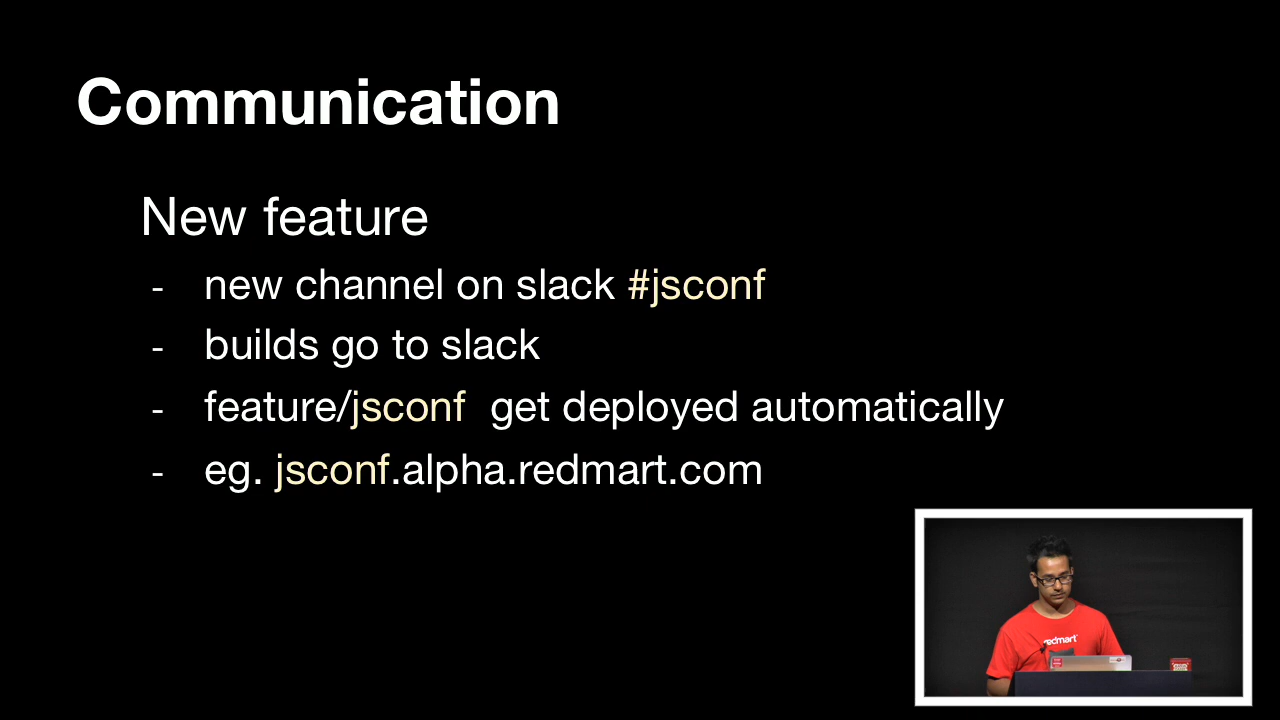 Communication
New feature
- new channel on slack #jsconf
- builds go to slack
- feature/jsconf get deployed automatically
- eg. jsconf.alpha.redmart.com
redmart